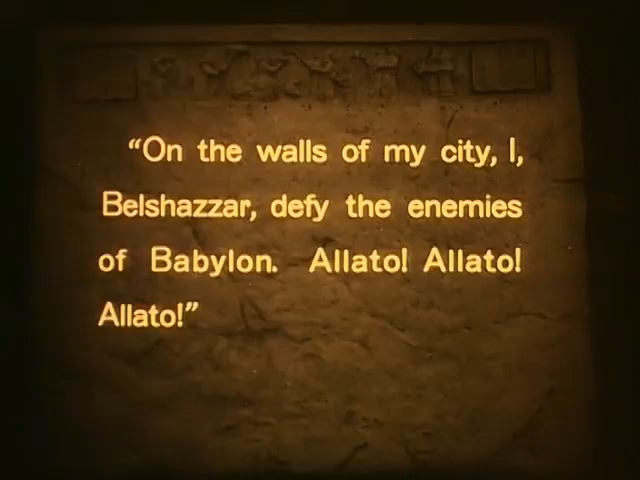 “On the walls of my city, I,
Belshazzar, defy the enemies
of Babylon. Allato! Allato!
Allato!”